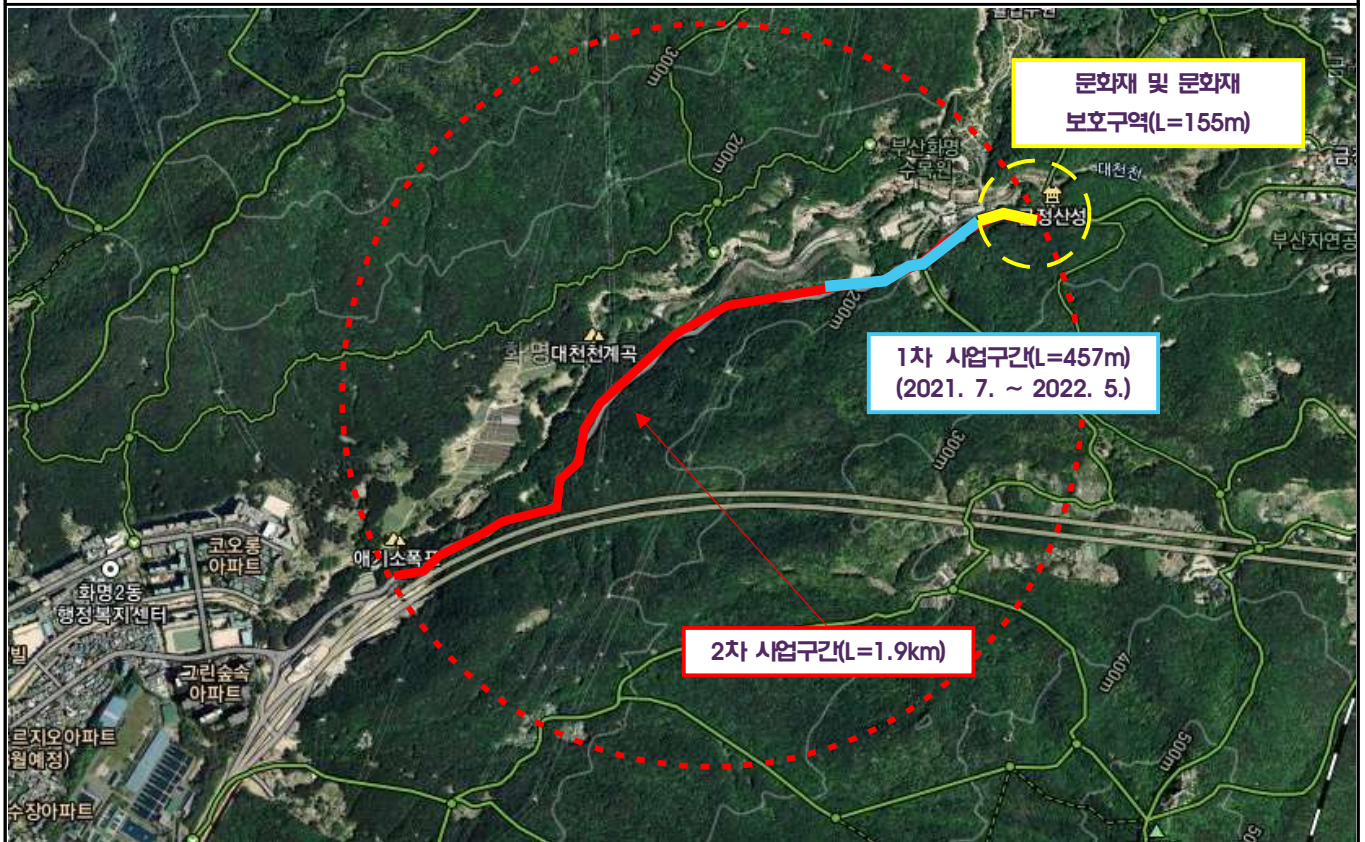 300m
문화재 및 문화재
보호구역(L=155m)
부산화명
수목원
200m
대천천
금정산성
부산자연공
200m
화명
대천천계곡
1차 사업구간(L=457m)
(2021. 7. ~ 2022. 5.)
300m
애기소폭포
코오롱
아파트
화명2동
행정복지센터
빌
2차 사업구간(L=1.9km)
그린숲속
아파트
400m
르지오아파트
월예정)
500m
수장아파트